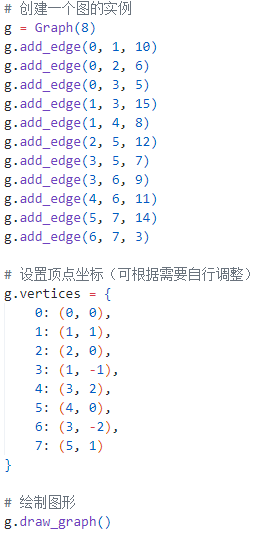 # 创建一个图的实例
g = Graph(8)
g.add_edge(0, 1, 10)
g.add_edge(0, 2, 6)
g.add_edge(0, 3, 5)
g.add_edge(1, 3, 15)
g.add_edge(1, 4, 8)
g.add_edge(2, 5, 12)
g.add_edge(3, 5, 7)
g.add_edge(3, 6, 9)
g.add_edge(4, 6, 11)
g.add_edge(5, 7, 14)
g.add_edge(6, 7, 3)

# 设置顶点坐标（可根据需要自行调整）
g.vertices = {
    0: (0, 0),
    1: (1, 1),
    2: (2, 0),
    3: (1, -1),
    4: (3, 2),
    5: (4, 0),
    6: (3, -2),
    7: (5, 1)
}

# 绘制图形
g.draw_graph()